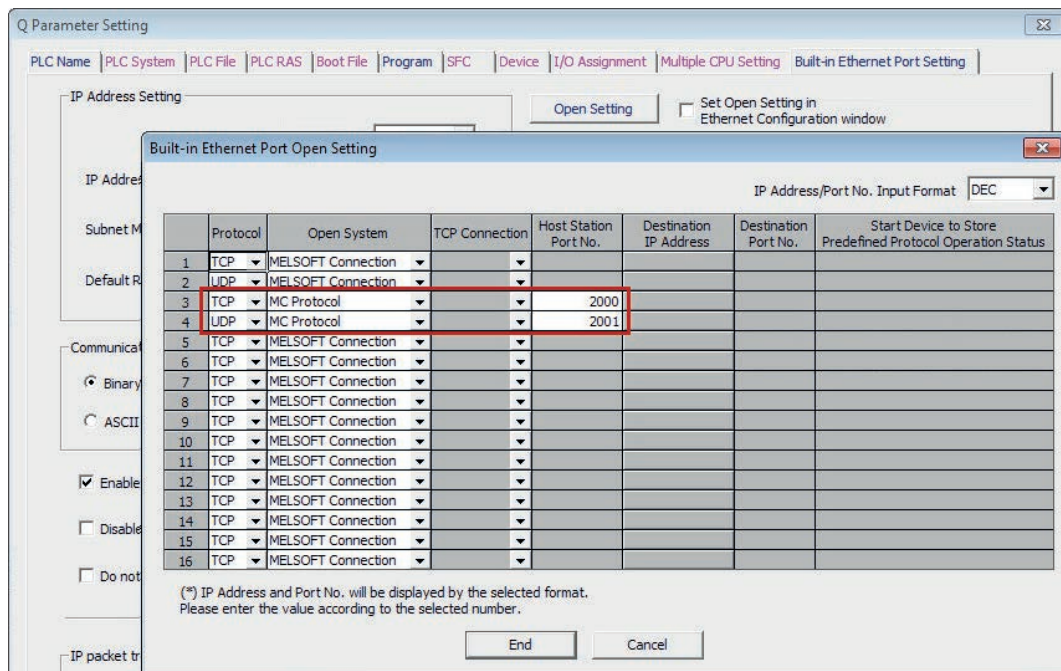 Q Parameter Setting
PLC Name PLC System PLC File PLC RAS Boot File Program SFC Device I/O Assignment Multiple CPU Setting Built-in Ethernet Port Setting
IP Address Setting
Open Setting
Set Open Setting in
Ethernet Configuration window
Built-in Ethernet Port Open Setting
IP Addre
IP Address/Port No. Input Format DEC
Subnet M
Default R
Communicat
Binary
ASCII
Enable
Disable
Do not
IP packet tr
Protocol Open System TCP Connection Host Station Port No. Destination IP Address Destination Port No. Start Device to Store Predefined Protocol Operation Status
1 TCP MELSOFT Connection
2 UDP MELSOFT Connection
3 TCP MC Protocol 2000
4 UDP MC Protocol 2001
5 TCP MELSOFT Connection
6 TCP MELSOFT Connection
7 TCP MELSOFT Connection
8 TCP MELSOFT Connection
9 TCP MELSOFT Connection
10 TCP MELSOFT Connection
11 TCP MELSOFT Connection
12 TCP MELSOFT Connection
13 TCP MELSOFT Connection
14 TCP MELSOFT Connection
15 TCP MELSOFT Connection
16 TCP MELSOFT Connection
(*) IP Address and Port No. will be displayed by the selected format.
Please enter the value according to the selected number.
End Cancel